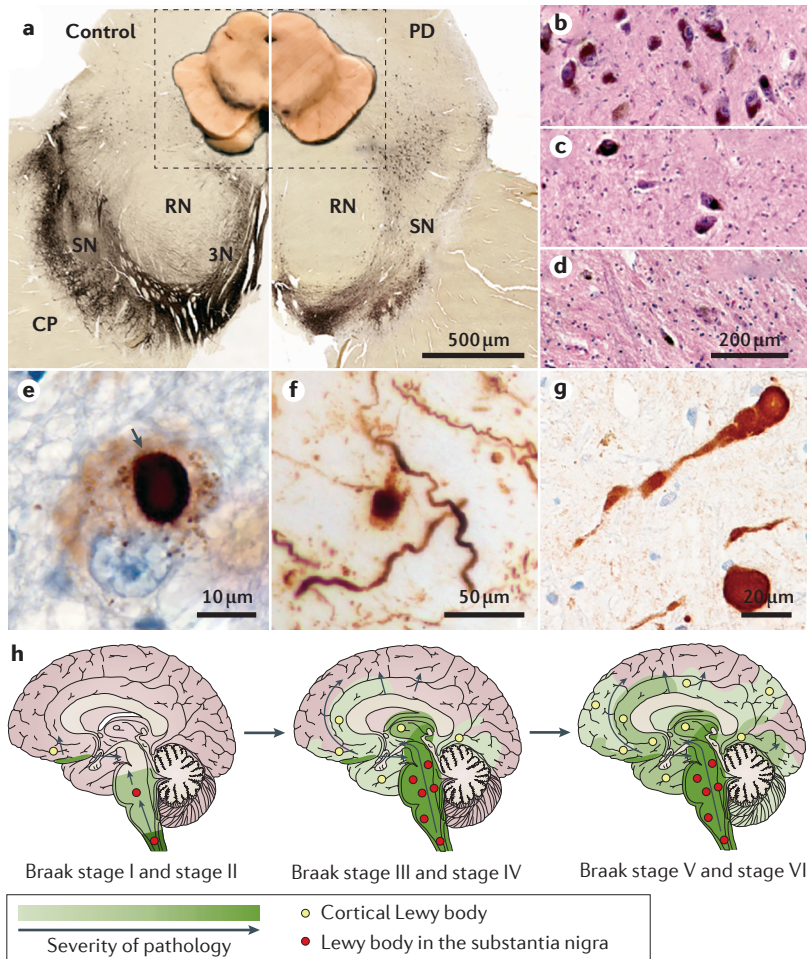 a
Control
PD
RN
RN
SN
SN
3N
CP
500 µm
b
c
d
200 µm
e
10 µm
f
50 µm
g
20 µm
h
Braak stage I and stage II
Braak stage III and stage IV
Braak stage V and stage VI
Severity of pathology
Cortical Lewy body
Lewy body in the substantia nigra